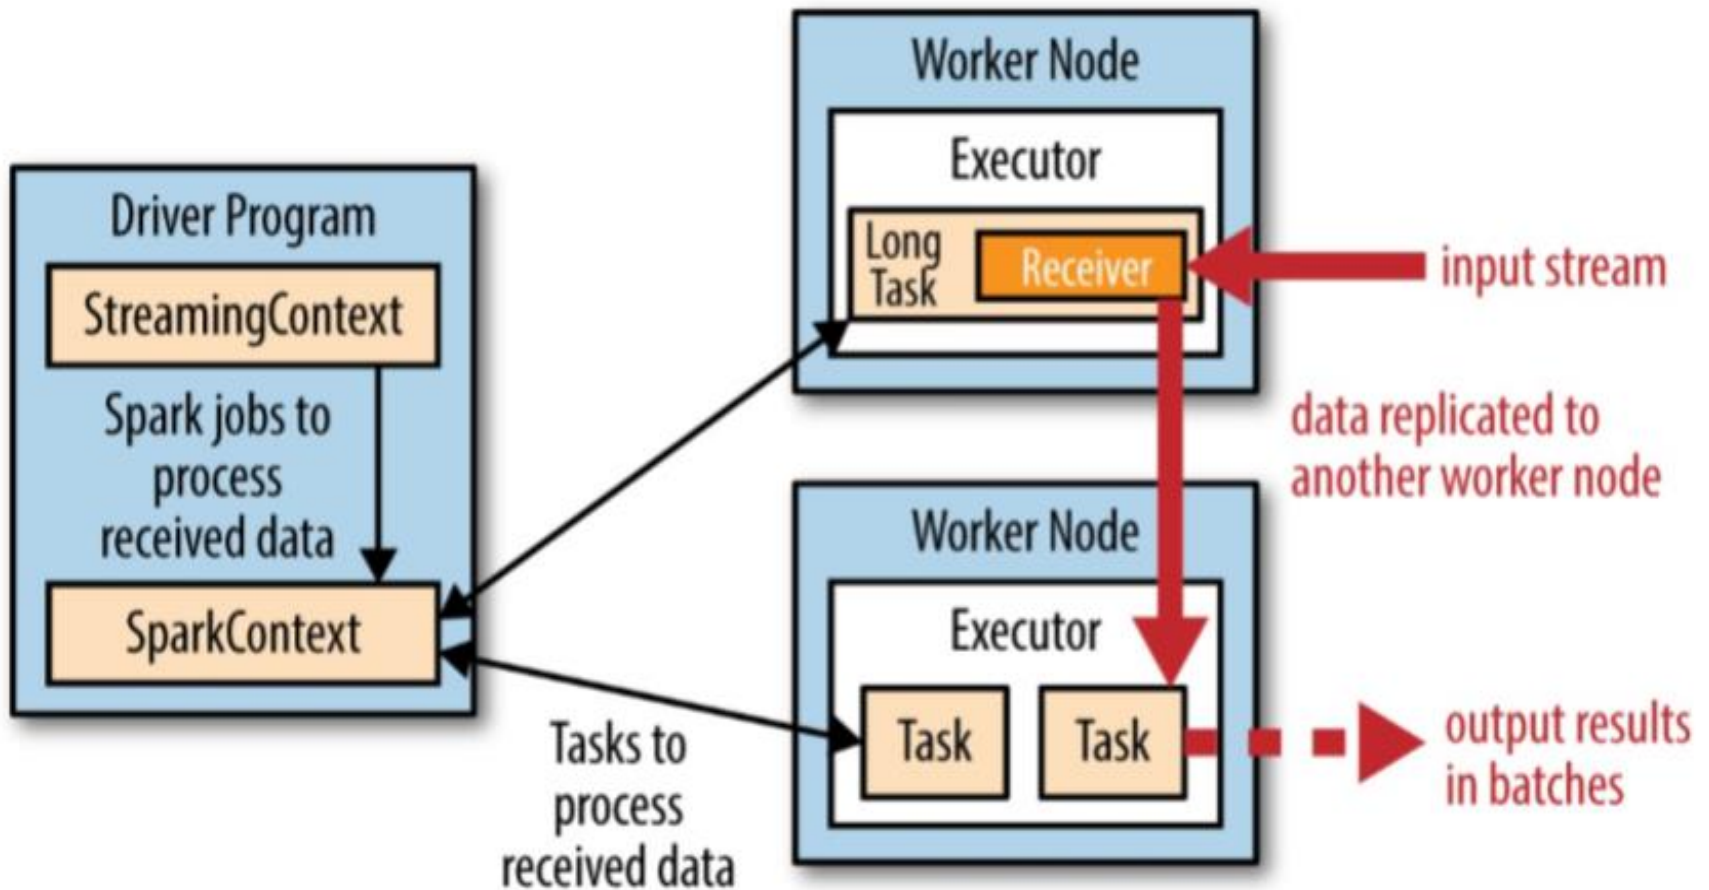 Driver Program
StreamingContext
Spark jobs to
process
received data
SparkContext
Tasks to
process
received data
Worker Node
Executor
Long
Task
Receiver
input stream
data replicated to
another worker node
Worker Node
Executor
Task
Task
output results
in batches